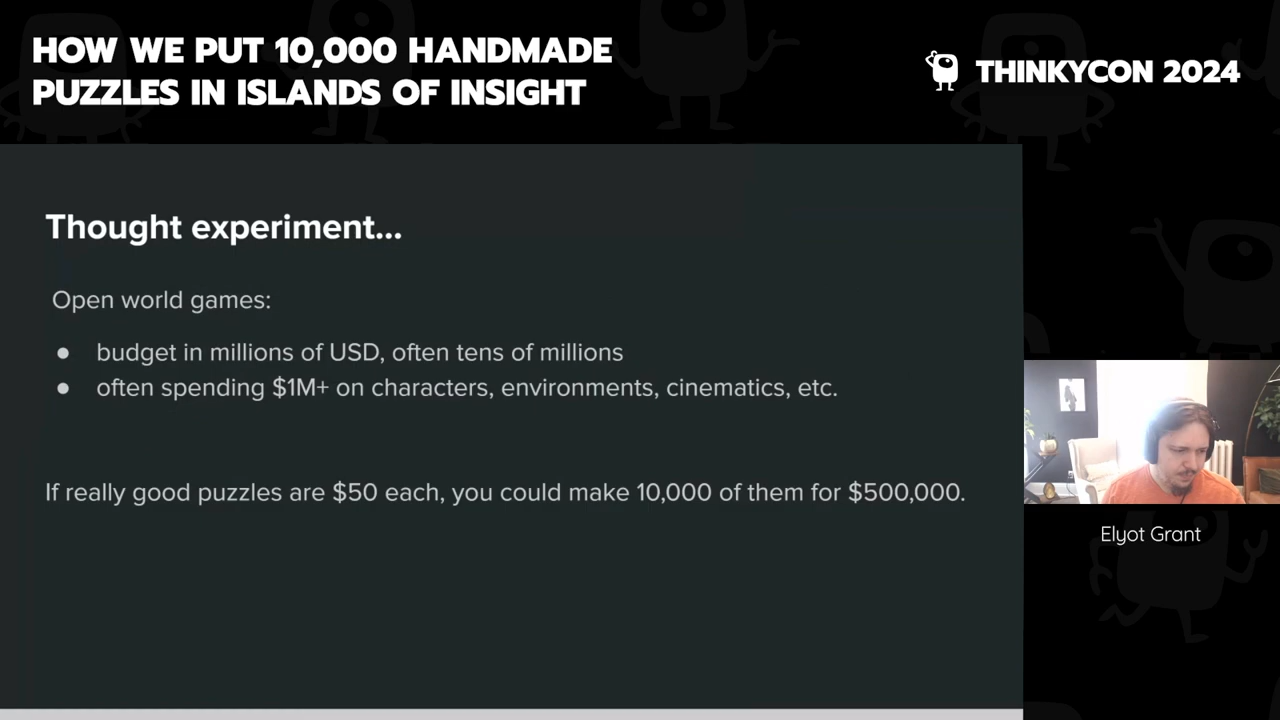 HOW WE PUT 10,000 HANDMADE
PUZZLES IN ISLANDS OF INSIGHT
THINKYCON 2024
Thought experiment...
Open world games:
● budget in millions of USD, often tens of millions
● often spending $1M+ on characters, environments, cinematics, etc.
If really good puzzles are $50 each, you could make 10,000 of them for $500,000.
Elyot Grant